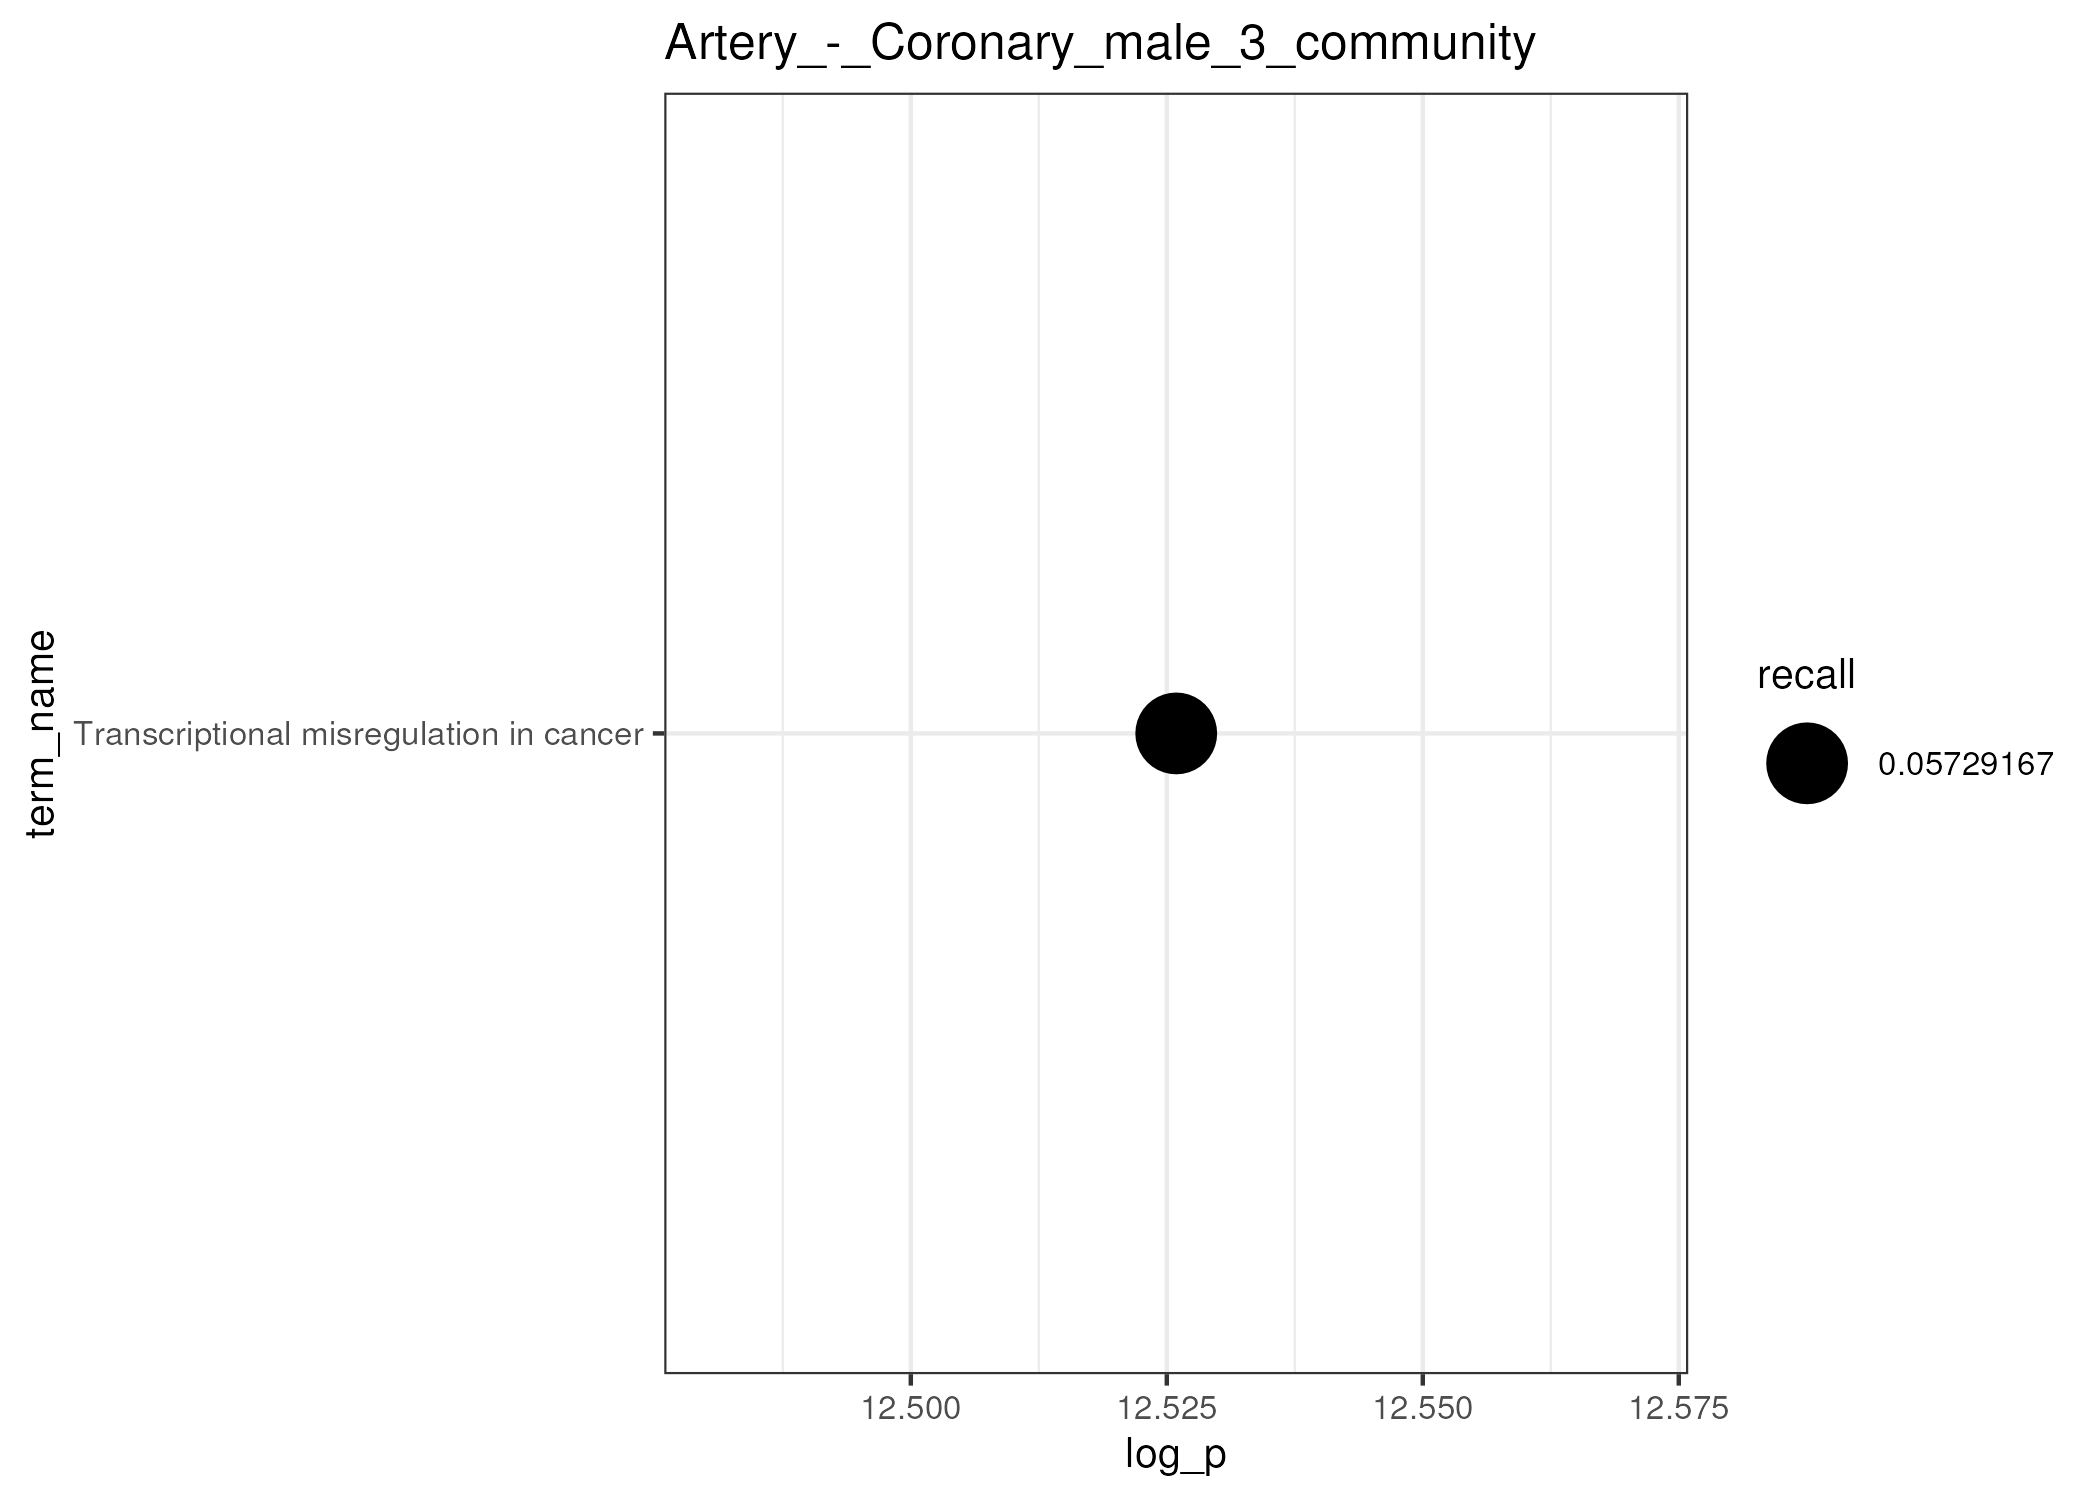 Artery_-_Coronary_male_3_community
term_name
Transcriptional misregulation in cancer
recall
0.05729167
12.500
12.525
12.550
12.575
log_p